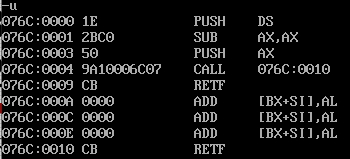 -u
076C:0000 1E PUSH DS
076C:0001 2BC0 SUB AX,AX
076C:0003 50 PUSH AX
076C:0004 9A10006C07 CALL 076C:0010
076C:0009 CB RETF
076C:000A 0000 ADD [BX+SI],AL
076C:000C 0000 ADD [BX+SI],AL
076C:000E 0000 ADD [BX+SI],AL
076C:0010 CB RETF